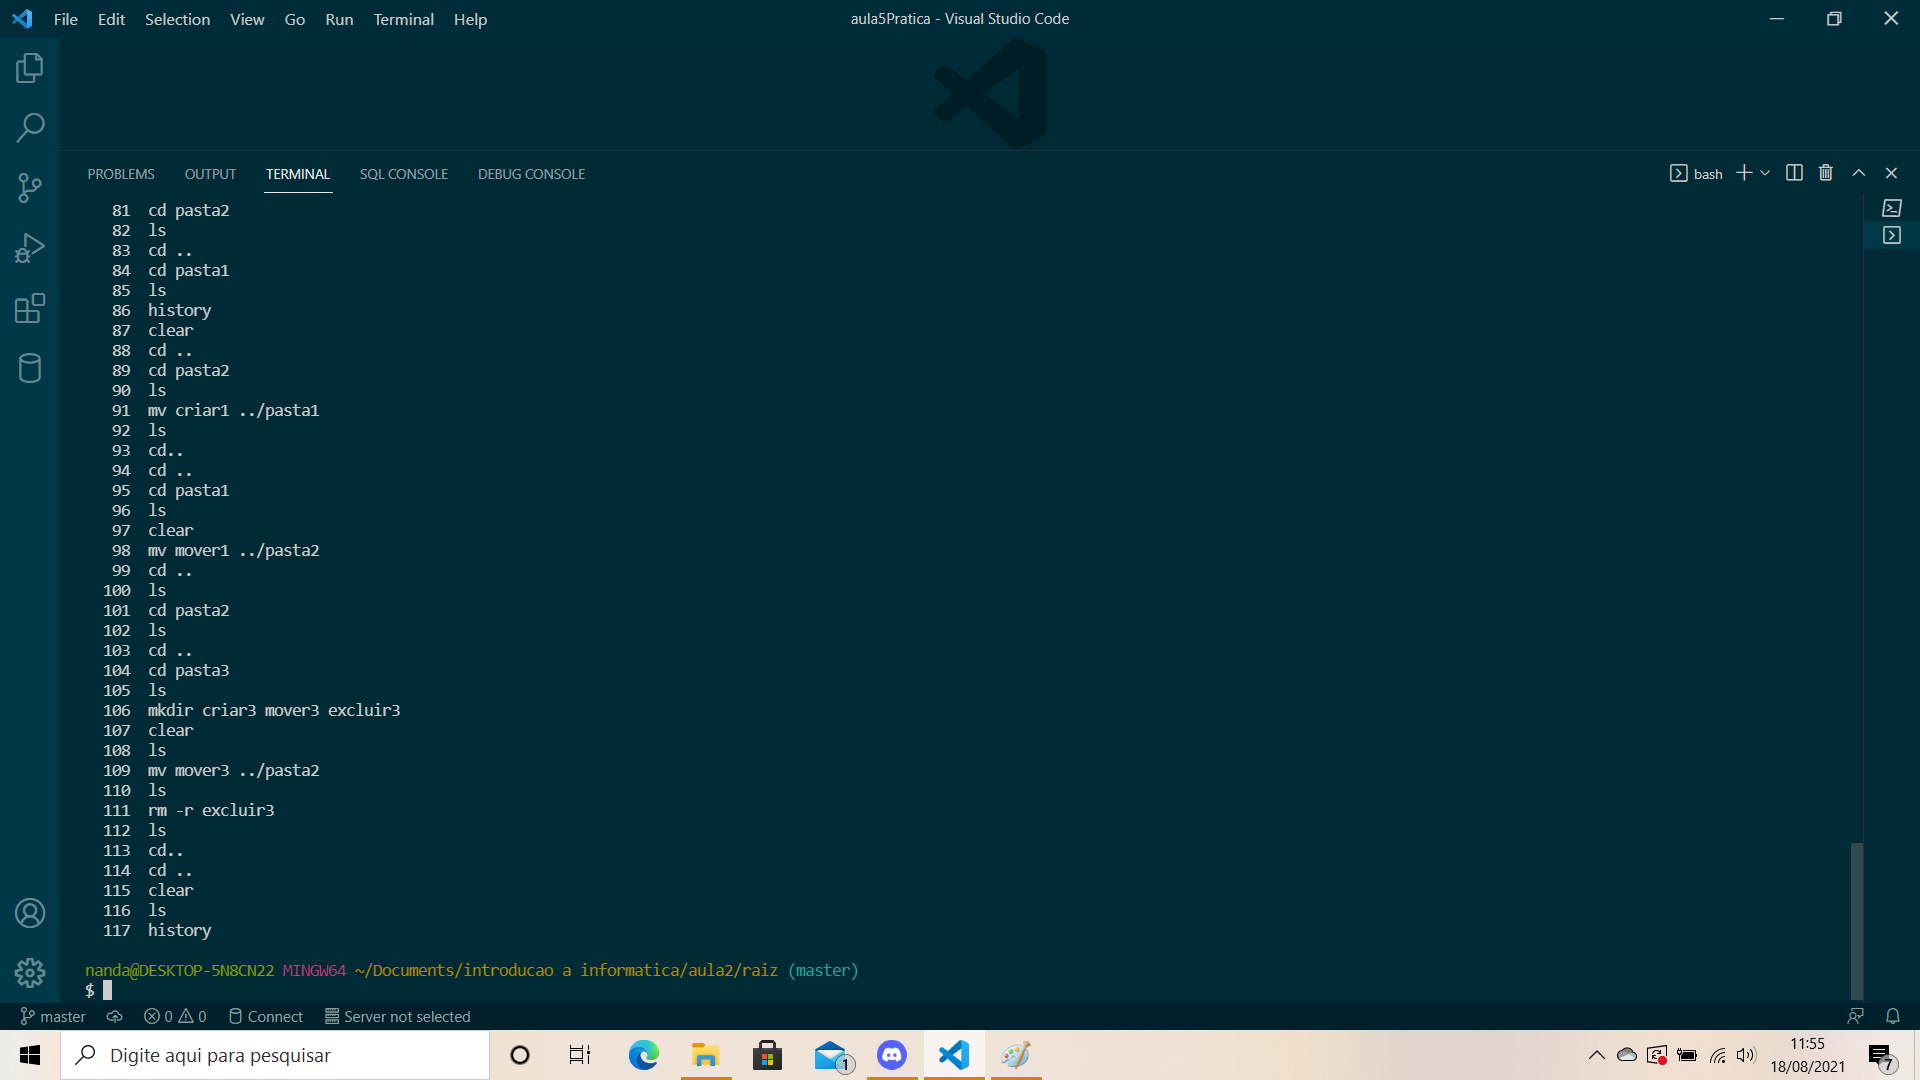 File Edit Selection View Go Run Terminal Help
aula5Pratica - Visual Studio Code
PROBLEMS OUTPUT TERMINAL SQL CONSOLE DEBUG CONSOLE
bash
81 cd pasta2
82 ls
83 cd ..
84 cd pasta1
85 ls
86 history
87 clear
88 cd ..
89 cd pasta2
90 ls
91 mv criar1 ../pasta1
92 ls
93 cd..
94 cd ..
95 cd pasta1
96 ls
97 clear
98 mv mover1 ../pasta2
99 cd ..
100 ls
101 cd pasta2
102 ls
103 cd ..
104 cd pasta3
105 ls
106 mkdir criar3 mover3 excluir3
107 clear
108 ls
109 mv mover3 ../pasta2
110 ls
111 rm -r excluir3
112 ls
113 cd..
114 cd ..
115 clear
116 ls
117 history
nanda@DESKTOP-5N8CN22 MINGW64 ~/Documents/introducao a informatica/aula2/raiz (master)
$
master 0 0 Connect Server not selected
Digite aqui para pesquisar
1
11:55
18/08/2021
7